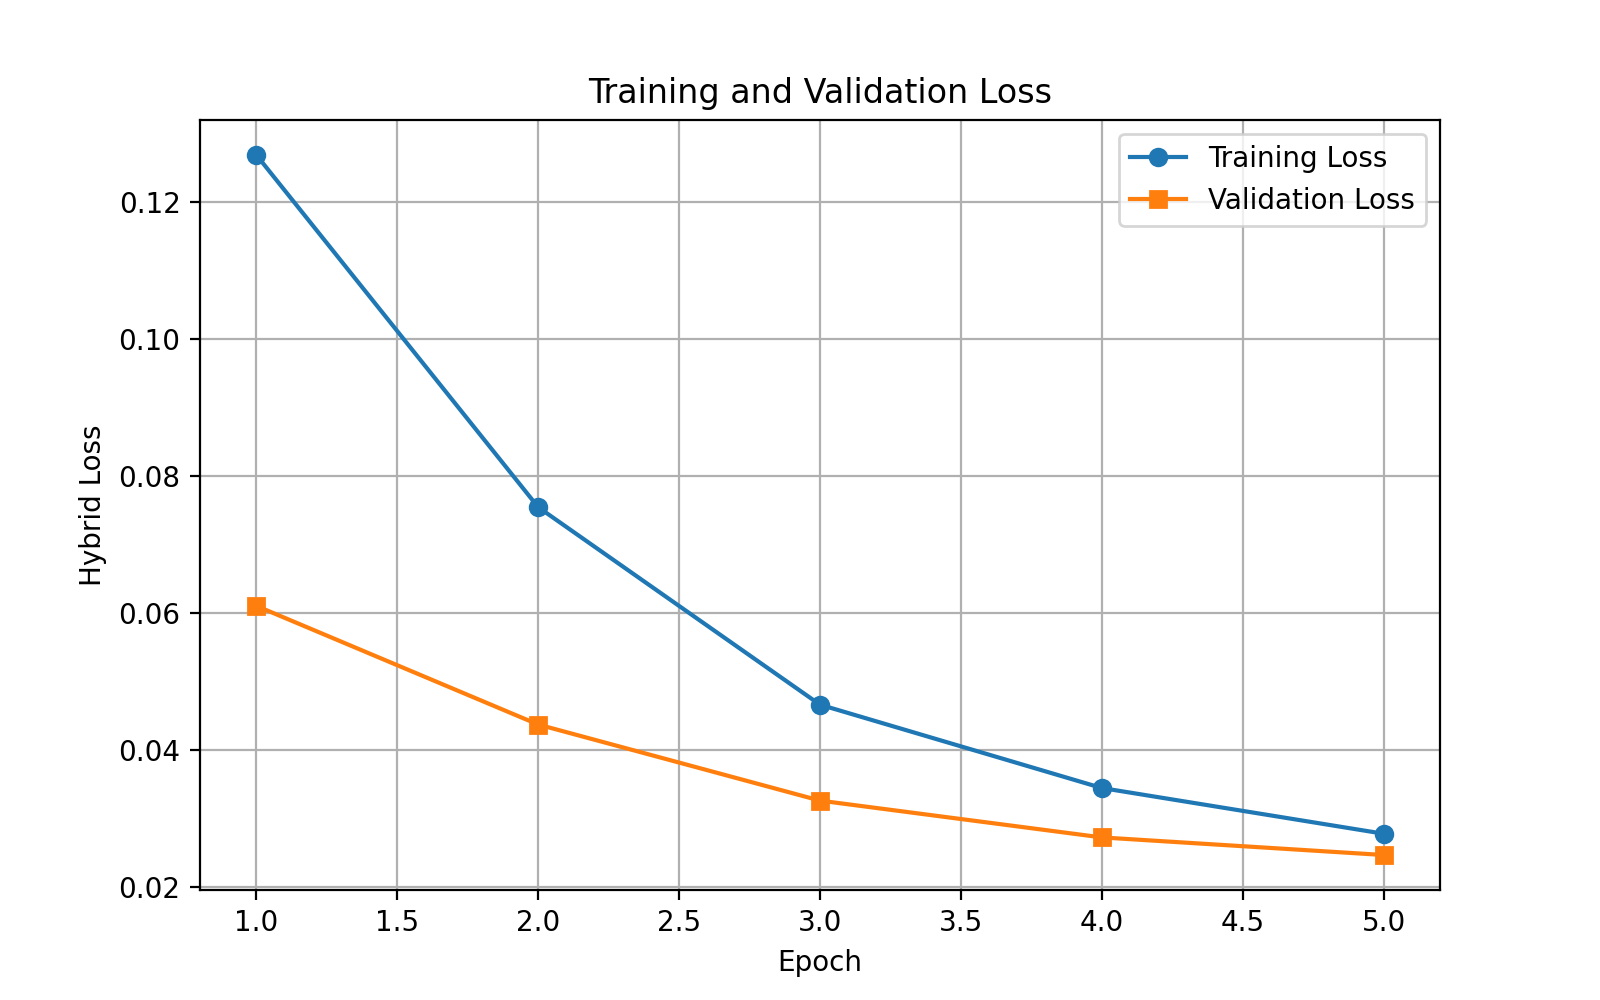 Training and Validation Loss
Training Loss
Validation Loss
Hybrid Loss
0.12
0.10
0.08
0.06
0.04
0.02
1.0 1.5 2.0 2.5 3.0 3.5 4.0 4.5 5.0
Epoch